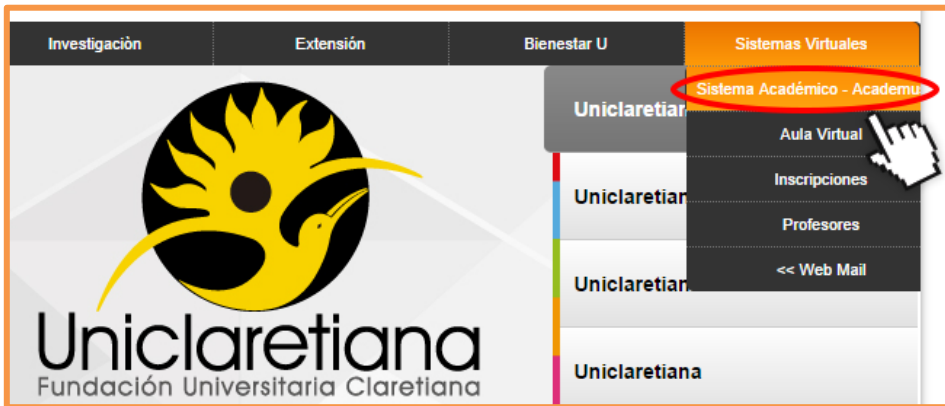 Investigaciòn Extensión Bienestar U Sistemas Virtuales
Sistema Académico - Academu
Aula Virtual
Inscripciones
Profesores
<< Web Mail
Uniclaretian
Uniclaretian
Uniclaretian
Uniclaretiana
Uniclaretiana
Fundación Universitaria Claretiana